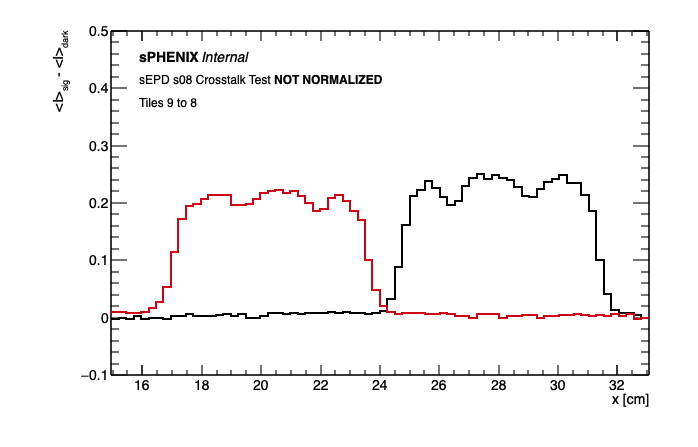 0.5
<I>sig - <I>dark
sPHENIX Internal
sEPD s08 Crosstalk Test NOT NORMALIZED
0.4
Tiles 9 to 8
0.3
0.2
0.1
0
−0.1
16 18 20 22 24 26 28 30 32
x [cm]